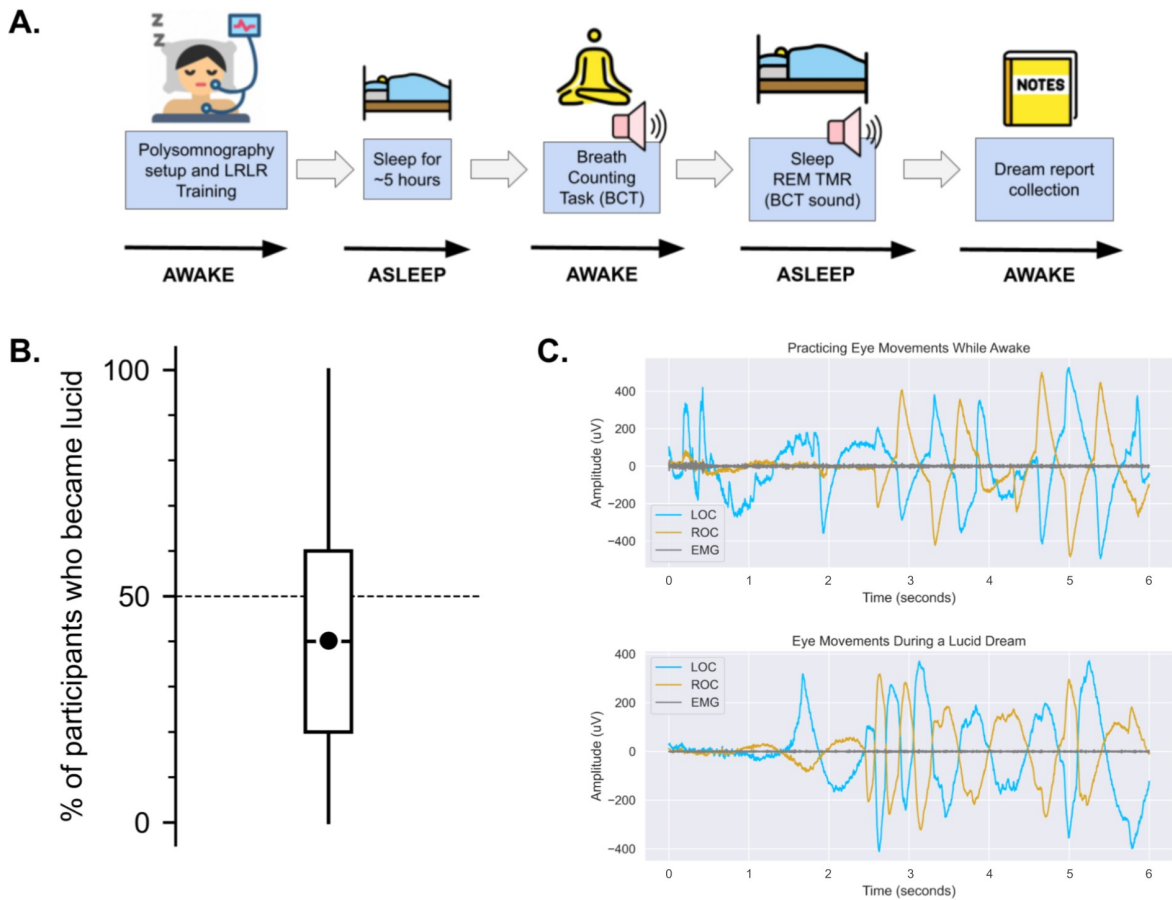 A.
z
z
NOTES
Polysomnography
setup and LRLR
Training
Sleep for
~5 hours
Breath
Counting
Task (BCT)
Sleep
REM TMR
(BCT sound)
Dream report
collection
AWAKE
ASLEEP
AWAKE
ASLEEP
AWAKE
B.
% of participants who became lucid
100
50
0
C.
Practicing Eye Movements While Awake
Amplitude (uV)
400
200
0
−200
−400
LOC
ROC
EMG
0 1 2 3 4 5 6
Time (seconds)
Eye Movements During a Lucid Dream
Amplitude (uV)
400
200
0
−200
−400
LOC
ROC
EMG
0 1 2 3 4 5 6
Time (seconds)